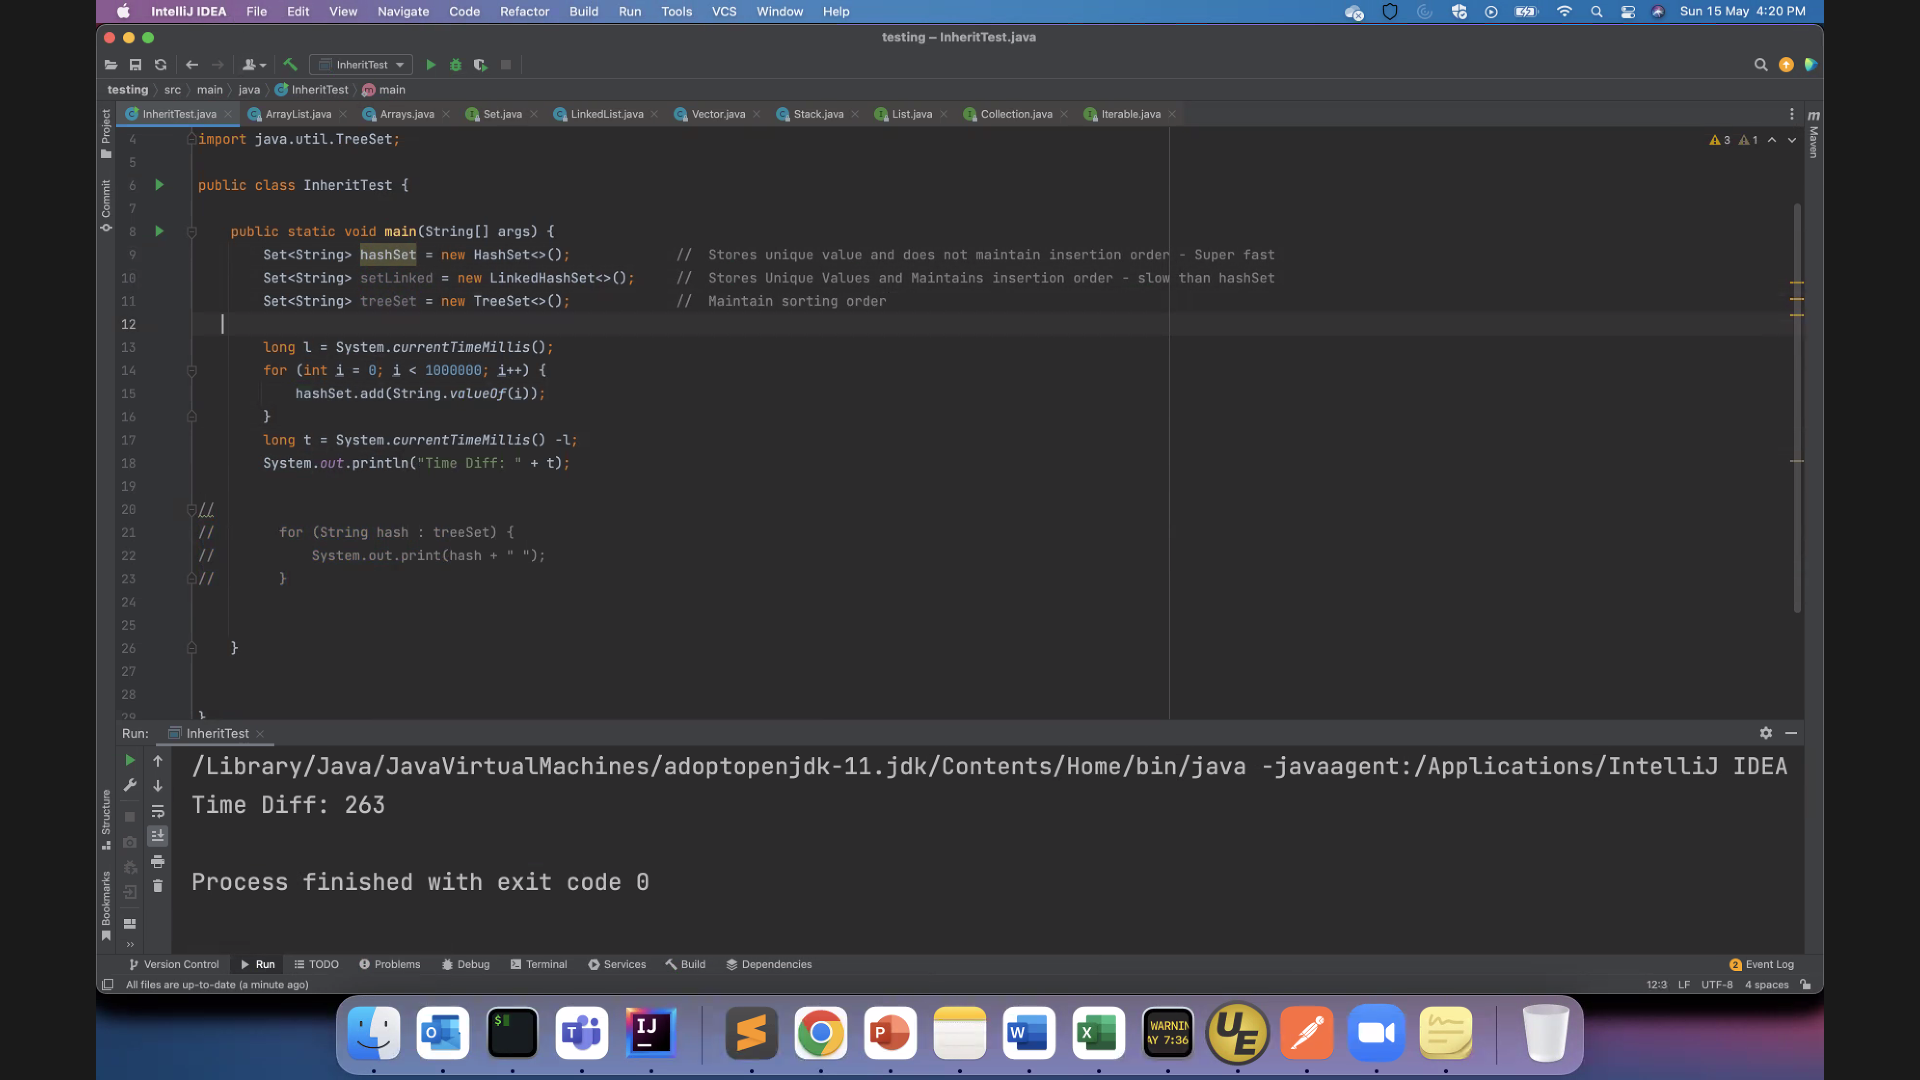 IntelliJ IDEA File Edit View Navigate Code Refactor Build Run Tools VCS Window Help Sun 15 May 4:20 PM
testing – InheritTest.java
InheritTest
testing src main java InheritTest main
InheritTest.java ArrayList.java Arrays.java Set.java LinkedList.java Vector.java Stack.java List.java Collection.java Iterable.java
Project
Commit
Structure
Bookmarks
m Maven
3 1
4 import java.util.TreeSet;
5
6 public class InheritTest {
7
8 public static void main(String[] args) {
9 Set<String> hashSet = new HashSet<>(); // Stores unique value and does not maintain insertion order - Super fast
10 Set<String> setLinked = new LinkedHashSet<>(); // Stores Unique Values and Maintains insertion order - slow than hashSet
11 Set<String> treeSet = new TreeSet<>(); // Maintain sorting order
12
13 long l = System.currentTimeMillis();
14 for (int i = 0; i < 1000000; i++) {
15 hashSet.add(String.valueOf(i));
16 }
17 long t = System.currentTimeMillis() -l;
18 System.out.println("Time Diff: " + t);
19
20 //
21 // for (String hash : treeSet) {
22 // System.out.print(hash + " ");
23 // }
24
25
26 }
27
28
29 }
Run: InheritTest
/Library/Java/JavaVirtualMachines/adoptopenjdk-11.jdk/Contents/Home/bin/java -javaagent:/Applications/IntelliJ IDEA
Time Diff: 263
Process finished with exit code 0
Version Control Run TODO Problems Debug Terminal Services Build Dependencies 2 Event Log
All files are up-to-date (a minute ago) 12:3 LF UTF-8 4 spaces
O $ T IJ S P W X WARNIN AY 7:36 UE